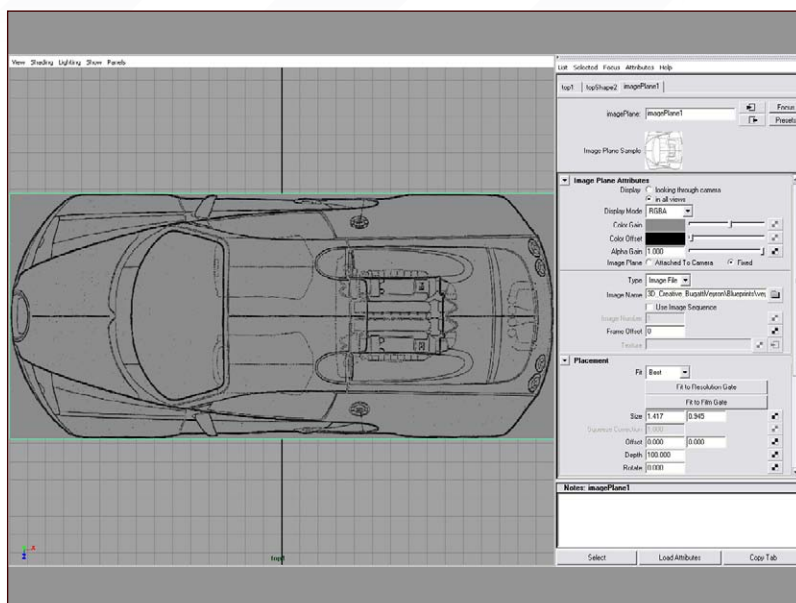 View Shading Lighting Show Panels
top1
List Selected Focus Attributes Help
top1 topShape2 imagePlane1
imagePlane: imagePlane1
Focus
Presets
Image Plane Sample
Image Plane Attributes
Display looking through camera
in all views
Display Mode RGBA
Color Gain
Color Offset
Alpha Gain 1.000
Image Plane Attached To Camera Fixed
Type Image File
Image Name 3D_Creative_BugattiVeyron\Blueprints\vey
Use Image Sequence
Image Number
Frame Offset 0
Texture
Placement
Fit Best
Fit to Resolution Gate
Fit to Film Gate
Size 1.417 0.945
Squeeze Correction 1.000
Offset 0.000 0.000
Depth 100.000
Rotate 0.000
Notes: imagePlane1
Select Load Attributes Copy Tab